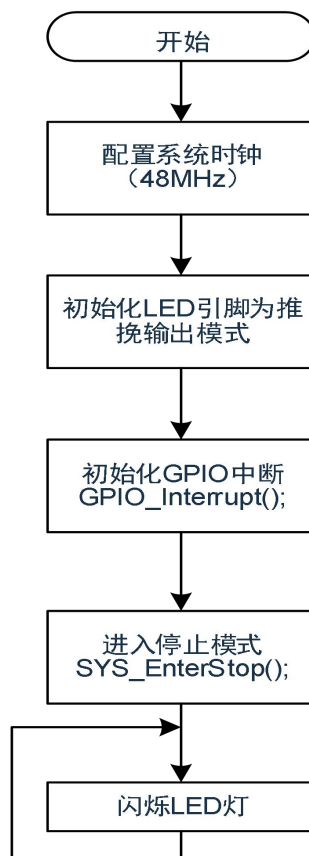 开始
配置系统时钟
（48MHz）
初始化LED引脚为推
挽输出模式
初始化GPIO中断
GPIO_Interrupt();
进入停止模式
SYS_EnterStop();
闪烁LED灯